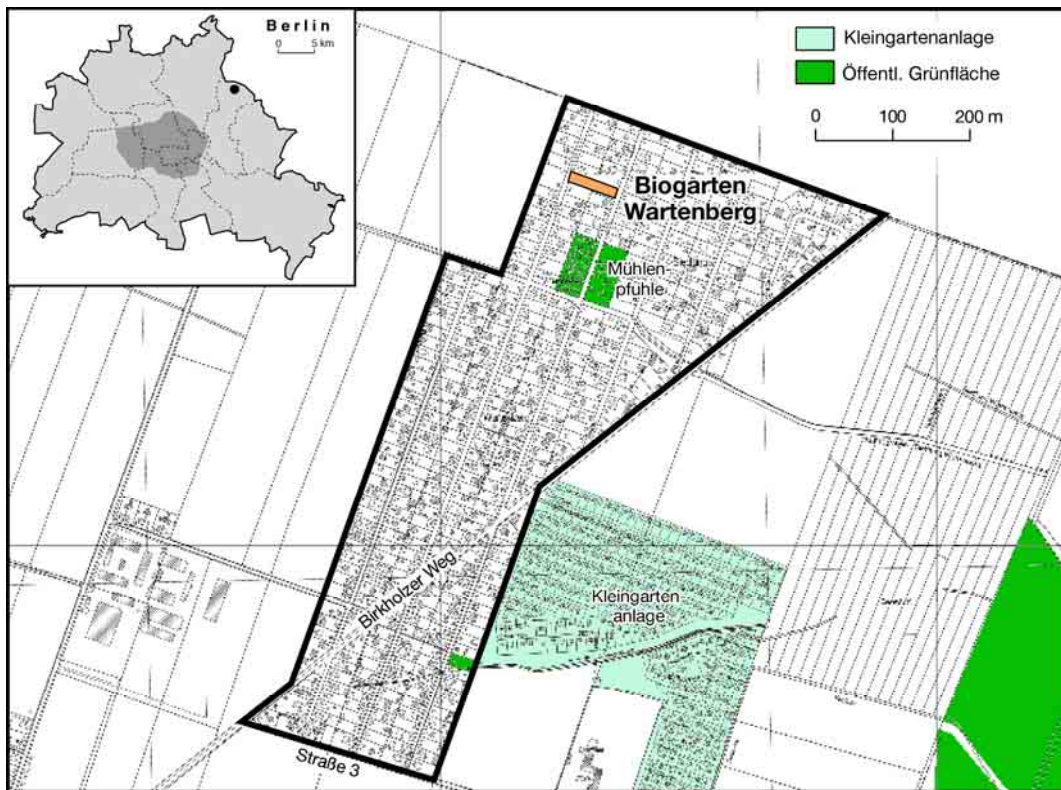 Berlin
0 5 km
Kleingartenanlage
Öffentl. Grünfläche
0 100 200 m
Biogarten
Wartenberg
Mühlen-
pfuhle
Birkholzer Weg
Kleingarten
anlage
Straße 3